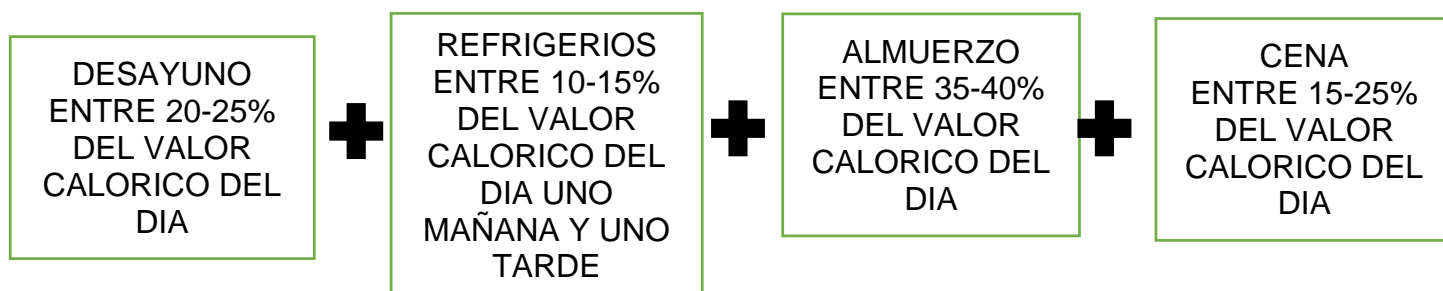 DESAYUNO
ENTRE 20-25%
DEL VALOR
CALORICO DEL
DIA
REFRIGERIOS
ENTRE 10-15%
DEL VALOR
CALORICO DEL
DIA UNO
MAÑANA Y UNO
TARDE
ALMUERZO
ENTRE 35-40%
DEL VALOR
CALORICO DEL
DIA
CENA
ENTRE 15-25%
DEL VALOR
CALORICO DEL
DIA